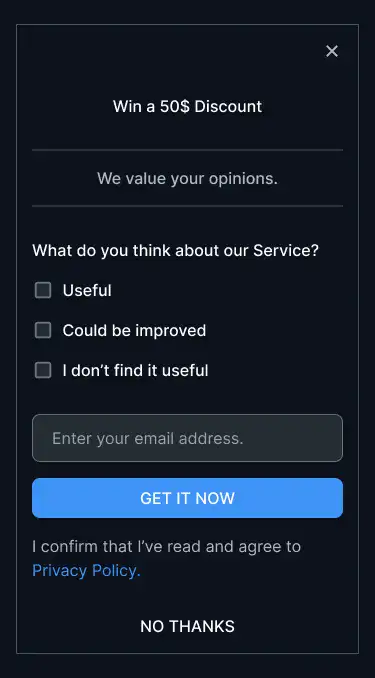 Win a 50$ Discount
We value your opinions.
What do you think about our Service?
Useful
Could be improved
I don’t find it useful
Enter your email address.
GET IT NOW
I confirm that I’ve read and agree to
Privacy Policy.
NO THANKS